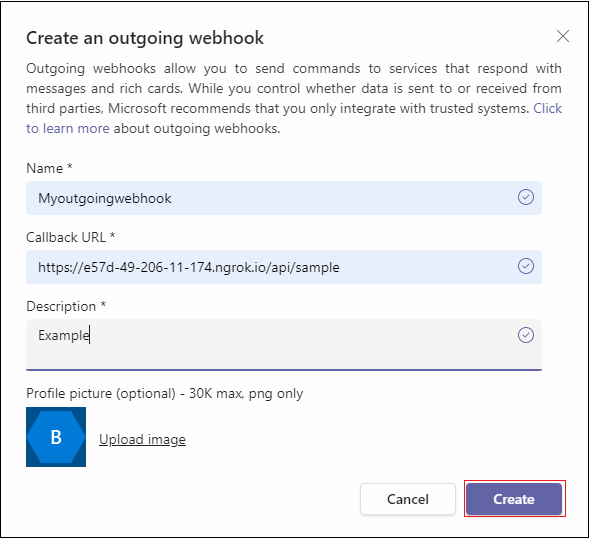 Create an outgoing webhook
Outgoing webhooks allow you to send commands to services that respond with
messages and rich cards. While you control whether data is sent to or received from
third parties, Microsoft recommends that you only integrate with trusted systems. Click
to learn more about outgoing webhooks.
Name *
Myoutgoingwebhook
Callback URL *
https://e57d-49-206-11-174.ngrok.io/api/sample
Description *
Example
Profile picture (optional) - 30K max, png only
B
Upload image
Cancel
Create